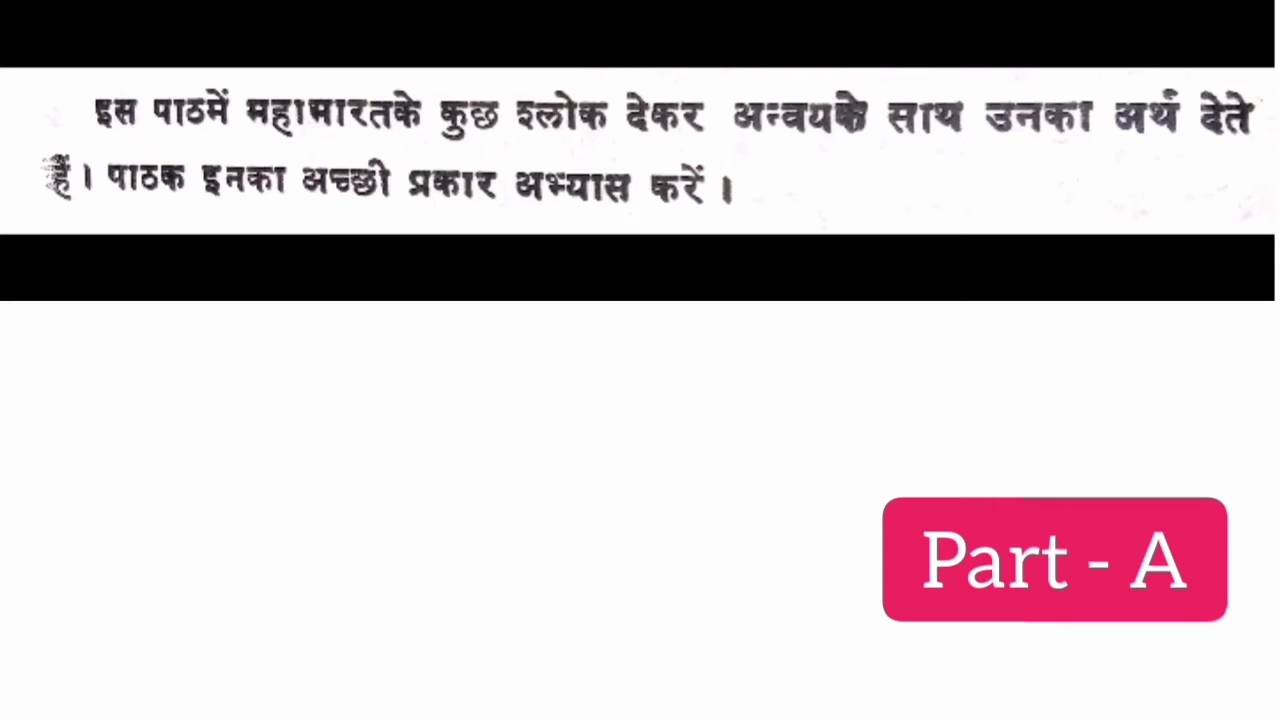 इस पाठमें महाभारतके कुछ श्लोक देकर अन्वयके साथ उनका अर्थ देते
हैं। पाठक इनका अच्छी प्रकार अभ्यास करें।
Part - A